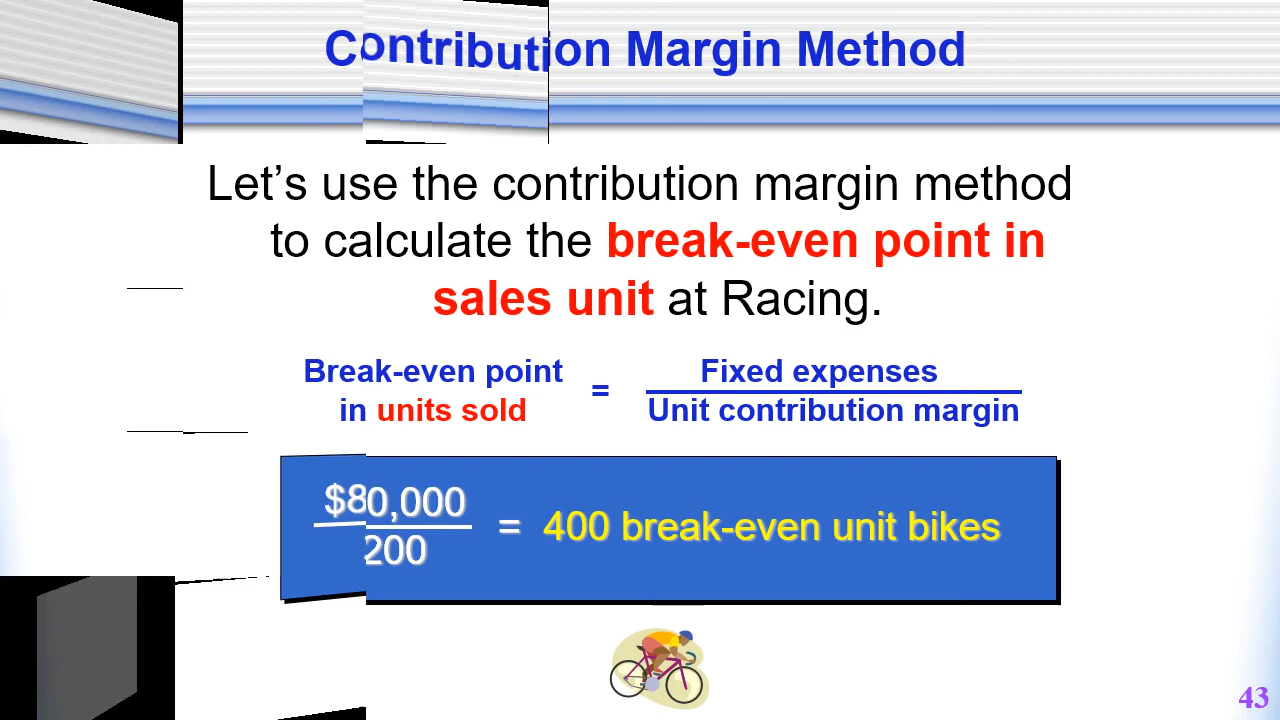 Contribution Margin Method
Let’s use the contribution margin method
to calculate the break-even point in
sales unit at Racing.
Break-even point
in units sold
=
Fixed expenses
Unit contribution margin
$80,000
200
= 400 break-even unit bikes
43